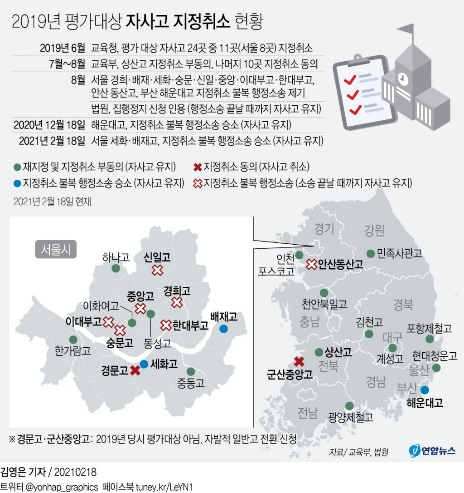 2019년 평가대상 자사고 지정취소 현황
2019년 6월 교육청, 평가 대상 자사고 24곳 중 11곳(서울 8곳) 지정취소
7월~8월 교육부, 상산고 지정취소 부동의, 나머지 10곳 지정취소 동의
8월 서울 경희·배재·세화·숭문·신일·중앙·이대부고·한대부고,
안산 동산고, 부산 해운대고 지정취소 불복 행정소송 제기
법원, 집행정지 신청 인용 (행정소송 끝날 때까지 자사고 유지)
2020년 12월 18일 해운대고, 지정취소 불복 행정소송 승소 (자사고 유지)
2021년 2월 18일 서울 세화·배재고, 지정취소 불복 행정소송 승소 (자사고 유지)
재지정 및 지정취소 부동의(자사고 유지)
지정취소 동의(자사고 취소)
지정취소 불복 행정소송 승소 (자사고 유지)
지정취소 불복 행정소송 (소송 끝날 때까지 자사고 유지)
2021년 2월 18일 현재
서울시
하나고
신일고
중앙고
경희고
이화여고
이대부고
숭문고
동성고
한대부고
배재고
한가람고
경문고
세화고
중동고
경기
강원
인천
포스코고
안산동산고
민족사관고
천안북일고
충남
경북
김천고
대구
포항제철고
상산고
전북
계성고
현대청운고
울산
군산중앙고
경남
부산
해운대고
전남
광양제철고
※ 경문고·군산중앙고: 2019년 당시 평가대상 아님, 자발적 일반고 전환 신청
자료/ 교육부, 법원
연합뉴스
김영은 기자 / 20210218
트위터 @yonhap_graphics 페이스북 tuney.kr/LeYN1